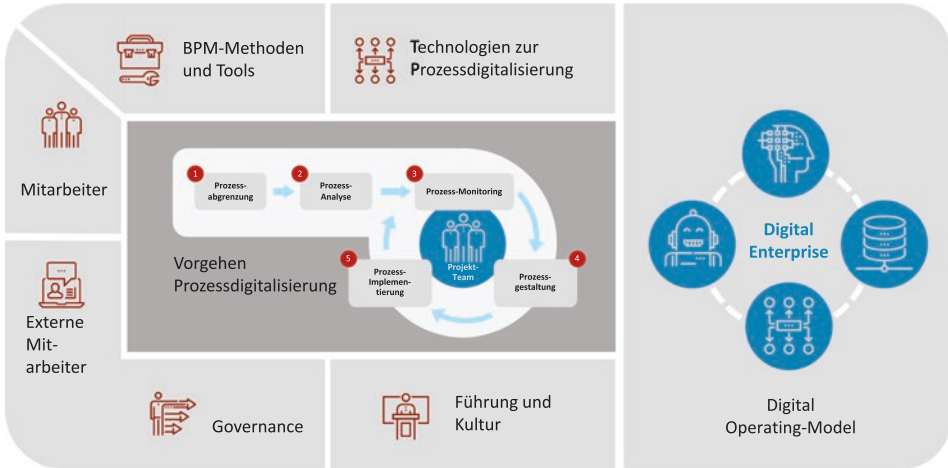 BPM-Methoden
und Tools
Technologien zur
Prozessdigitalisierung
Mitarbeiter
Externe
Mit-
arbeiter
Vorgehen
Prozessdigitalisierung
1
Prozess-
abgrenzung
2
Prozess-
Analyse
3
Prozess-Monitoring
4
Prozess-
gestaltung
5
Prozess-
Implemen-
tierung
Projekt-
Team
Governance
Führung und
Kultur
Digital
Enterprise
Digital
Operating-Model